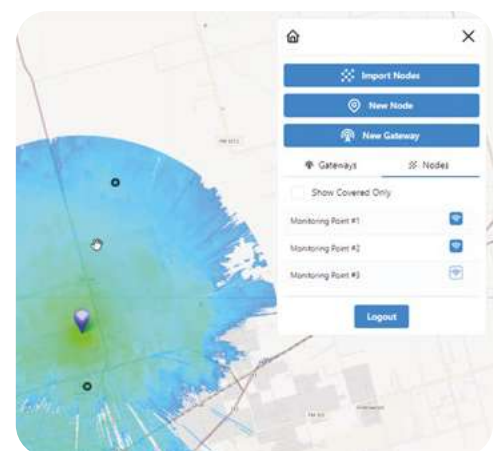 Import Nodes
New Node
New Gateway
Gateways
Nodes
Show Covered Only
Monitoring Point #1
Monitoring Point #2
Monitoring Point #3
Logout